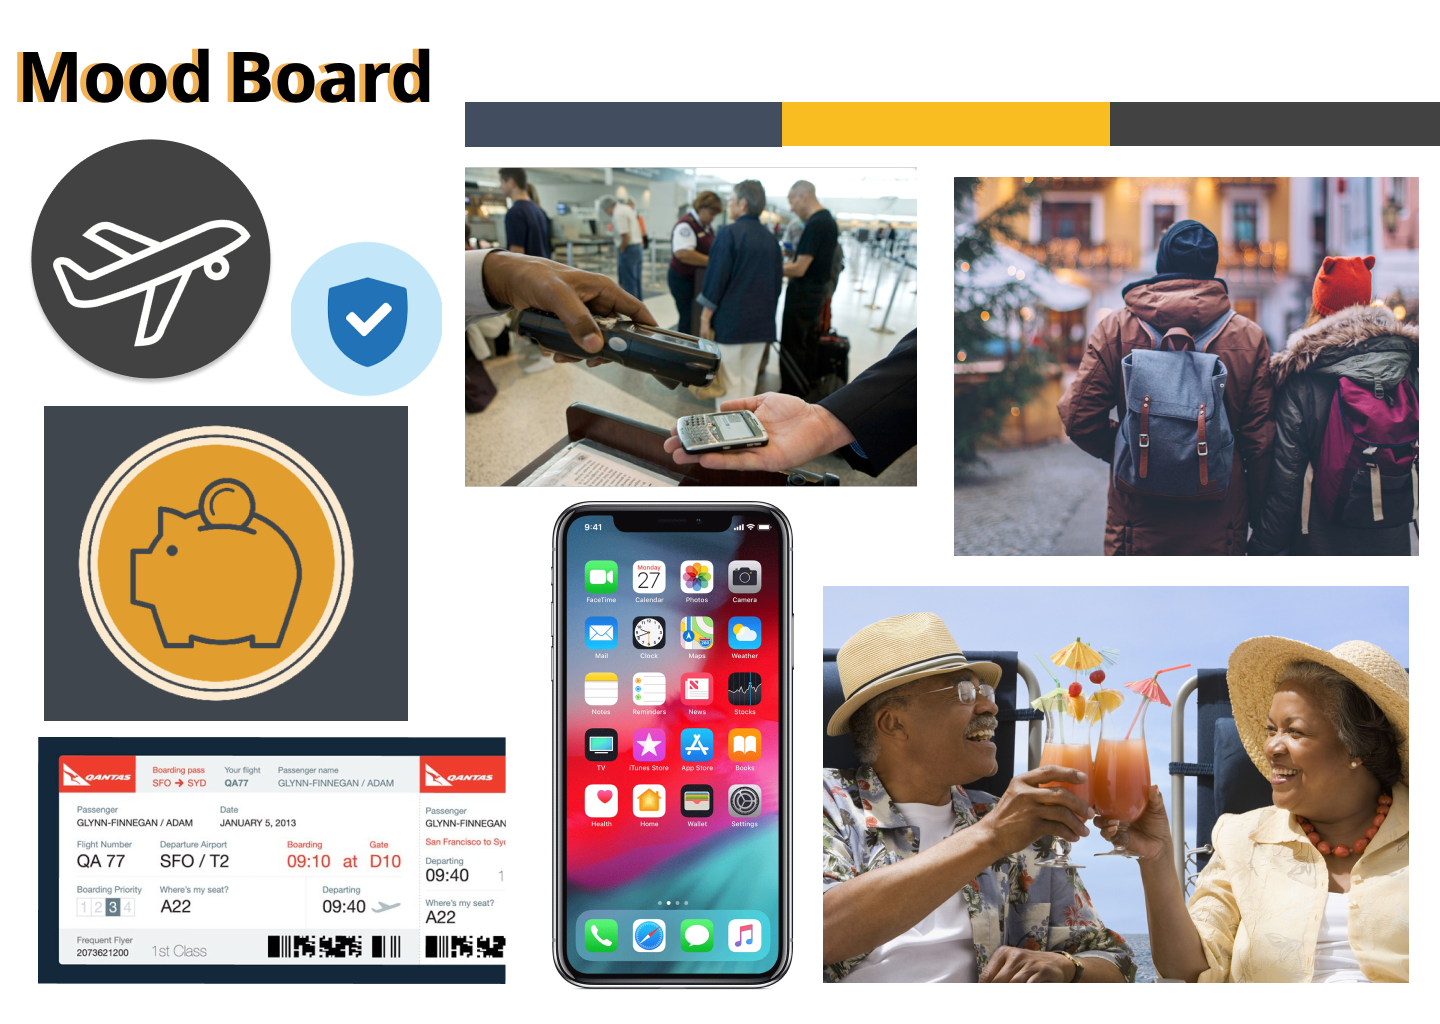 Mood Board
QANTAS
Boarding pass
SFO → SYD
Your flight
QA77
Passenger name
GLYNN-FINNEGAN / ADAM
QANTAS
Passenger
GLYNN-FINNEGAN / ADAM
Date
JANUARY 5, 2013
Passenger
GLYNN-FINNEGAN
Flight Number
QA 77
Departure Airport
SFO / T2
Boarding
09:10 at
Gate
D10
San Francisco to Sy
Departing
09:40 1
Boarding Priority
1 2 3 4
Where's my seat?
A22
Departing
09:40
Where's my seat?
A22
Frequent Flyer
2073621200
1st Class
9:41
Monday
27
FaceTime Calendar Photos Camera
Mail Clock Maps Weather
Notes Reminders News Stocks
TV iTunes Store App Store Books
Health Home Wallet Settings